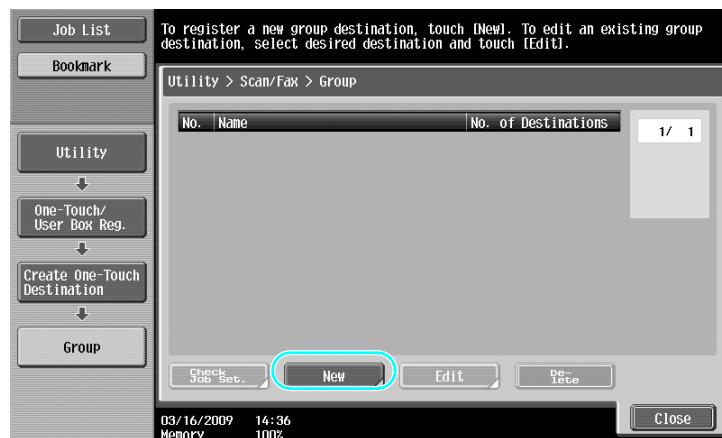 Job List
Bookmark
To register a new group destination, touch [New]. To edit an existing group
destination, select desired destination and touch [Edit].
Utility > Scan/Fax > Group
No. Name No. of Destinations
1/ 1
Utility
One-Touch/
User Box Reg.
Create One-Touch
Destination
Group
Check
Job Set.
New
Edit
De-
lete
03/16/2009 14:36
Memory 100%
Close